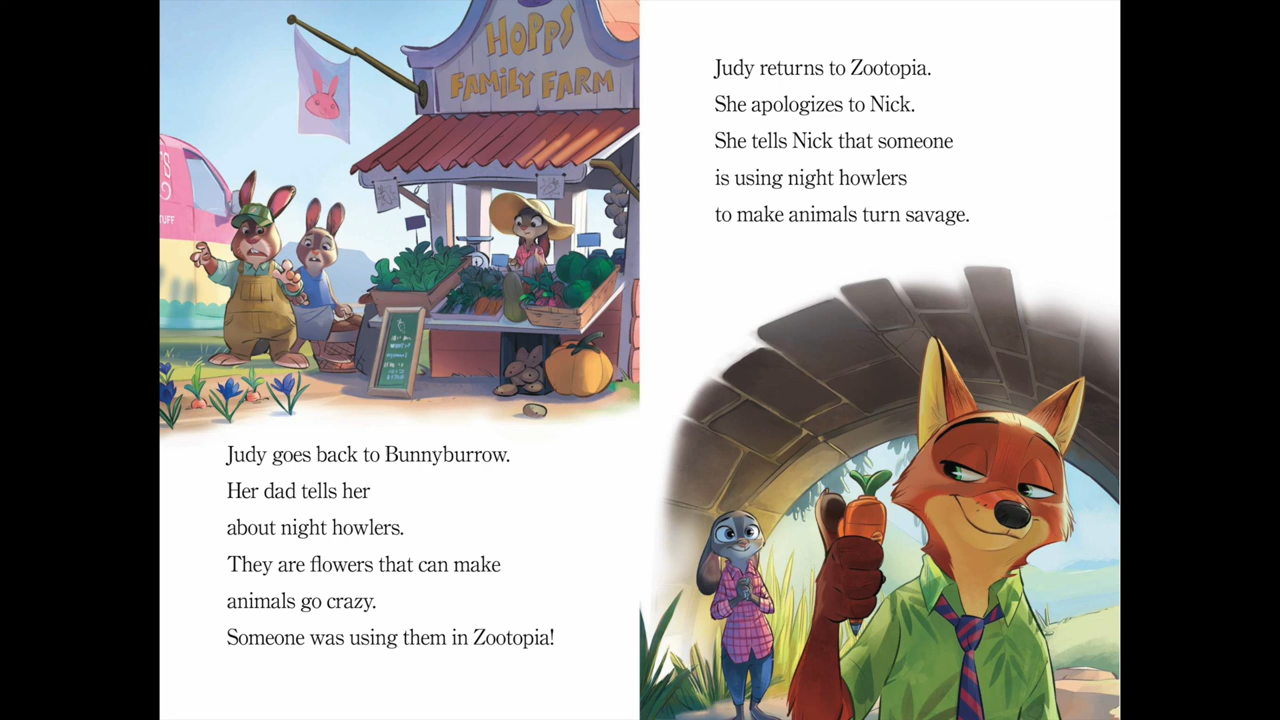 HOPPS
FAMILY FARM
TUFF
Judy goes back to Bunnyburrow.
Her dad tells her
about night howlers.
They are flowers that can make
animals go crazy.
Someone was using them in Zootopia!
Judy returns to Zootopia.
She apologizes to Nick.
She tells Nick that someone
is using night howlers
to make animals turn savage.